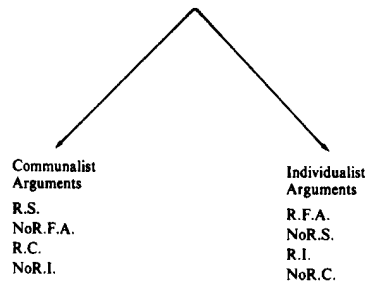 Communalist
Arguments
R.S.
NoR.F.A.
R.C.
NoR.I.
Individualist
Arguments
R.F.A.
NoR.S.
R.I.
NoR.C.